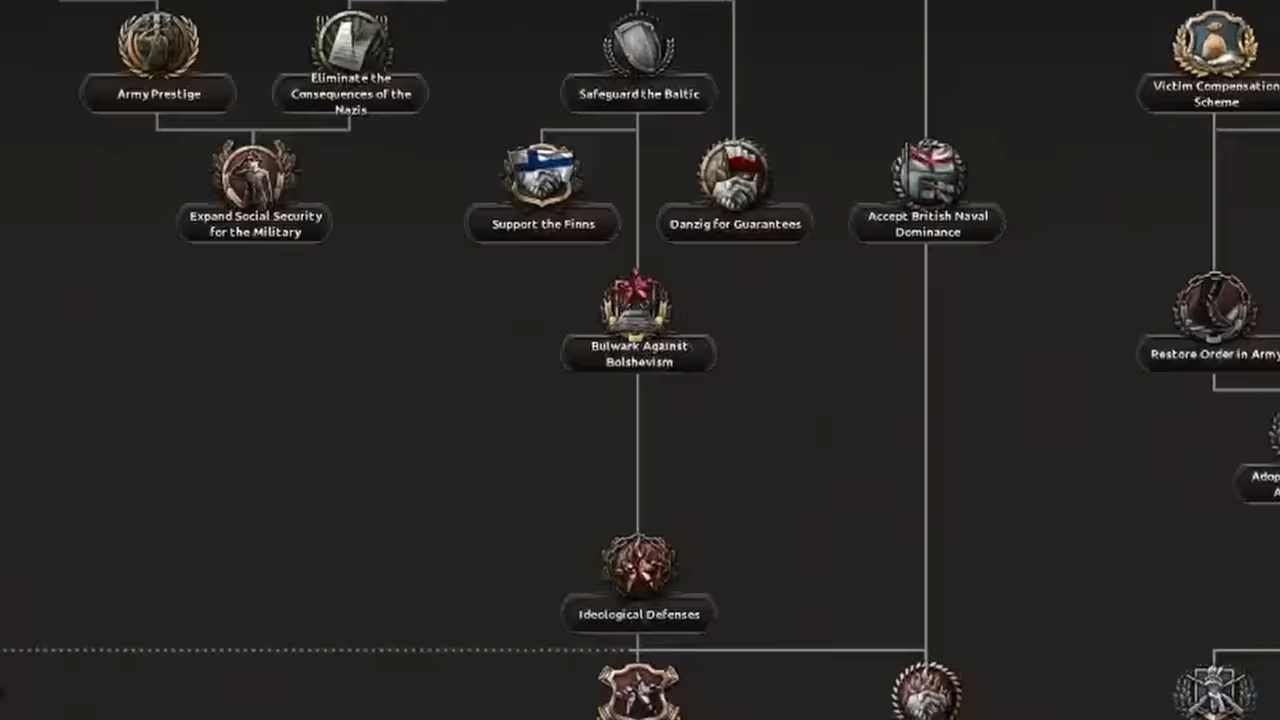 Army Prestige
Eliminate the
Consequences of the
Nazis
Safeguard the Baltic
Victim Compensation
Scheme
Expand Social Security
for the Military
Support the Finns
Danzig for Guarantees
Accept British Naval
Dominance
Bulwark Against
Bolshevism
Restore Order in Army
Adop
A
Ideological Defenses